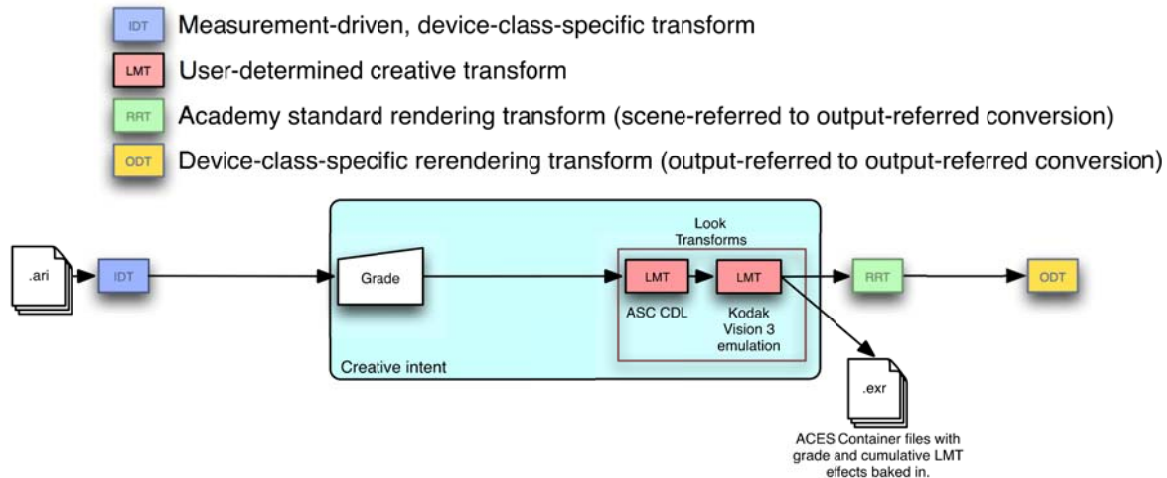 IDT Measurement-driven, device-class-specific transform
LMT User-determined creative transform
RRT Academy standard rendering transform (scene-referred to output-referred conversion)
ODT Device-class-specific rerendering transform (output-referred to output-referred conversion)
Look
Transforms
.ari
IDT
Grade
LMT
LMT
RRT
ODT
ASC CDL
Kodak
Vision 3
emulation
Creative intent
.exr
ACES Container files with
grade and cumulative LMT
effects baked in.